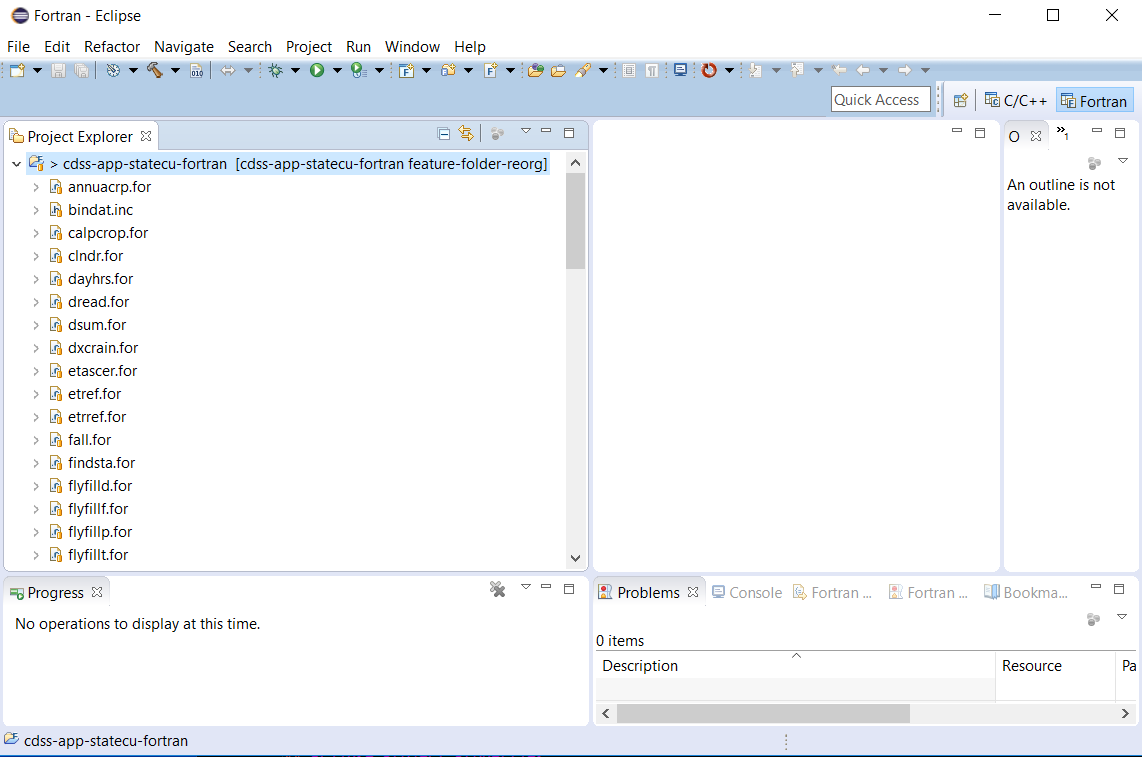 Fortran - Eclipse
File Edit Refactor Navigate Search Project Run Window Help
010
Quick Access
C/C++
Fortran
Project Explorer
> cdss-app-statecu-fortran [cdss-app-statecu-fortran feature-folder-reorg]
annuacrp.for
bindat.inc
calpcrop.for
clndr.for
dayhrs.for
dread.for
dsum.for
dxcrain.for
etascer.for
etref.for
etrref.for
fall.for
findsta.for
flyfilld.for
flyfillf.for
flyfillp.for
flyfillt.for
O
»1
An outline is not
available.
Progress
No operations to display at this time.
Problems Console Fortran ... Fortran ... Bookma...
0 items
Description Resource Pa
cdss-app-statecu-fortran